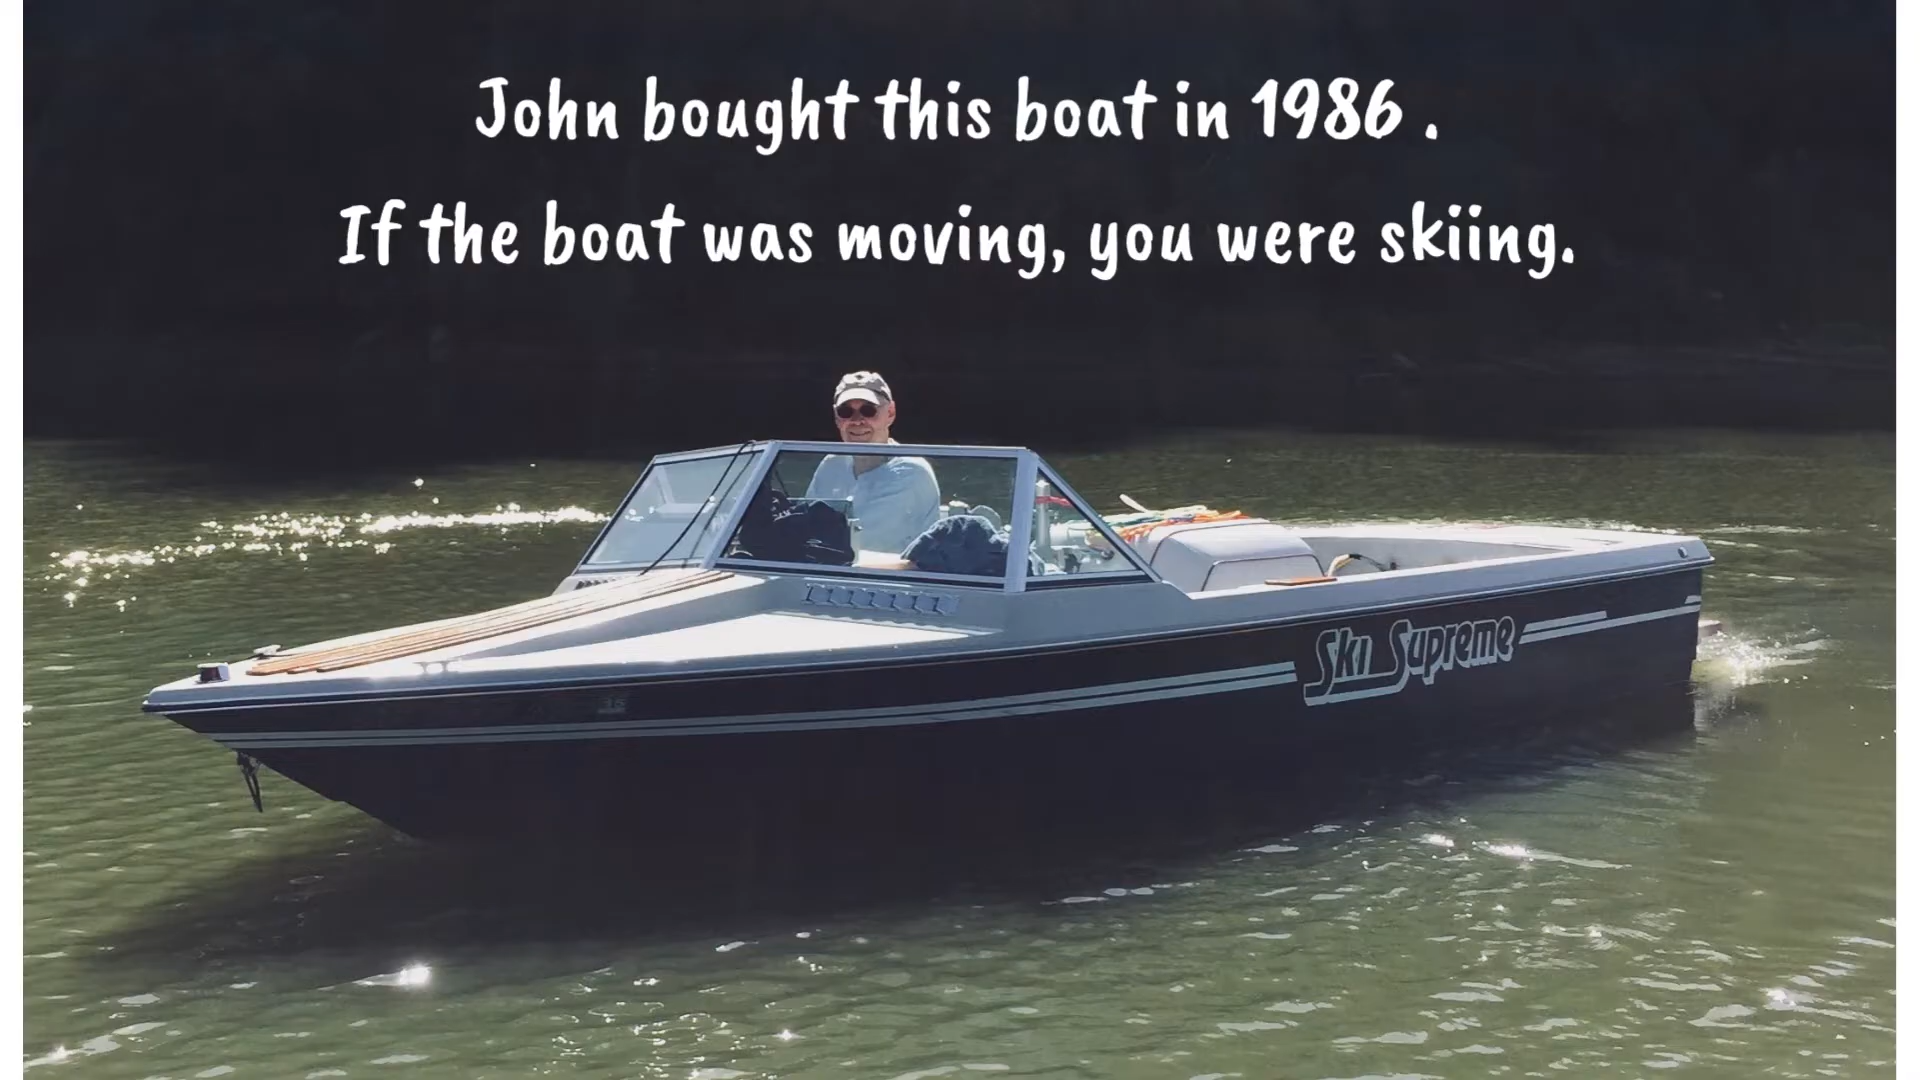 John bought this boat in 1986 .
If the boat was moving, you were skiing.
Ski Supreme